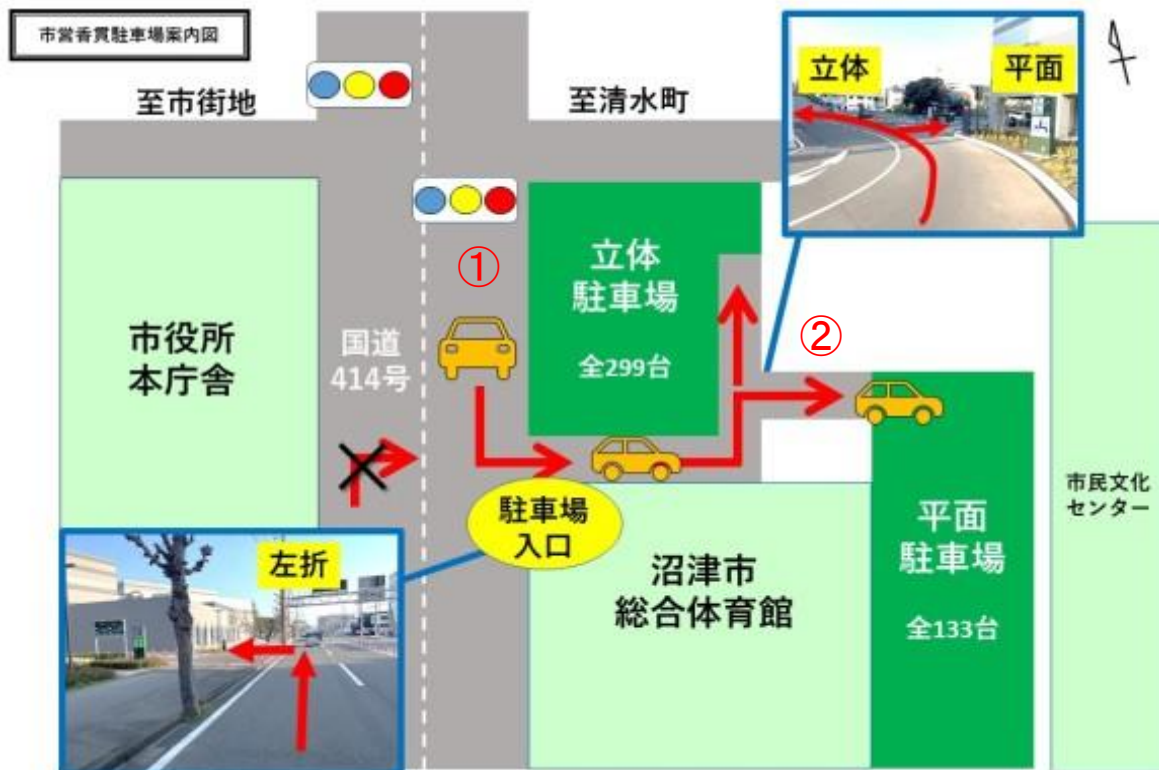 市営香貫駐車場案内図
至市街地
至清水町
立体
平面
①
立体
駐車場
全299台
②
市役所
本庁舎
国道
414号
駐車場
入口
左折
沼津市
総合体育館
平面
駐車場
全133台
市民文化
センター